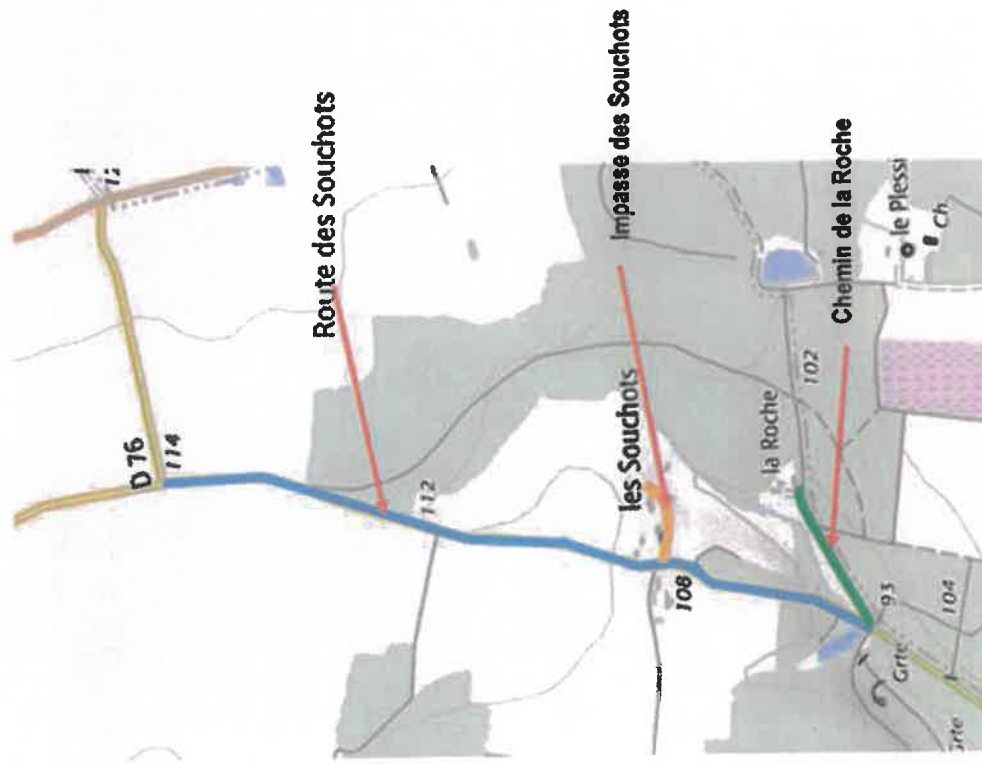 D 76
114
Route des Souchots
112
Impasse des Souchots
les Souchots
108
Chemin de la Roche
la Roche
102
le Plessi
Ch.
93
Grte
104
Grte